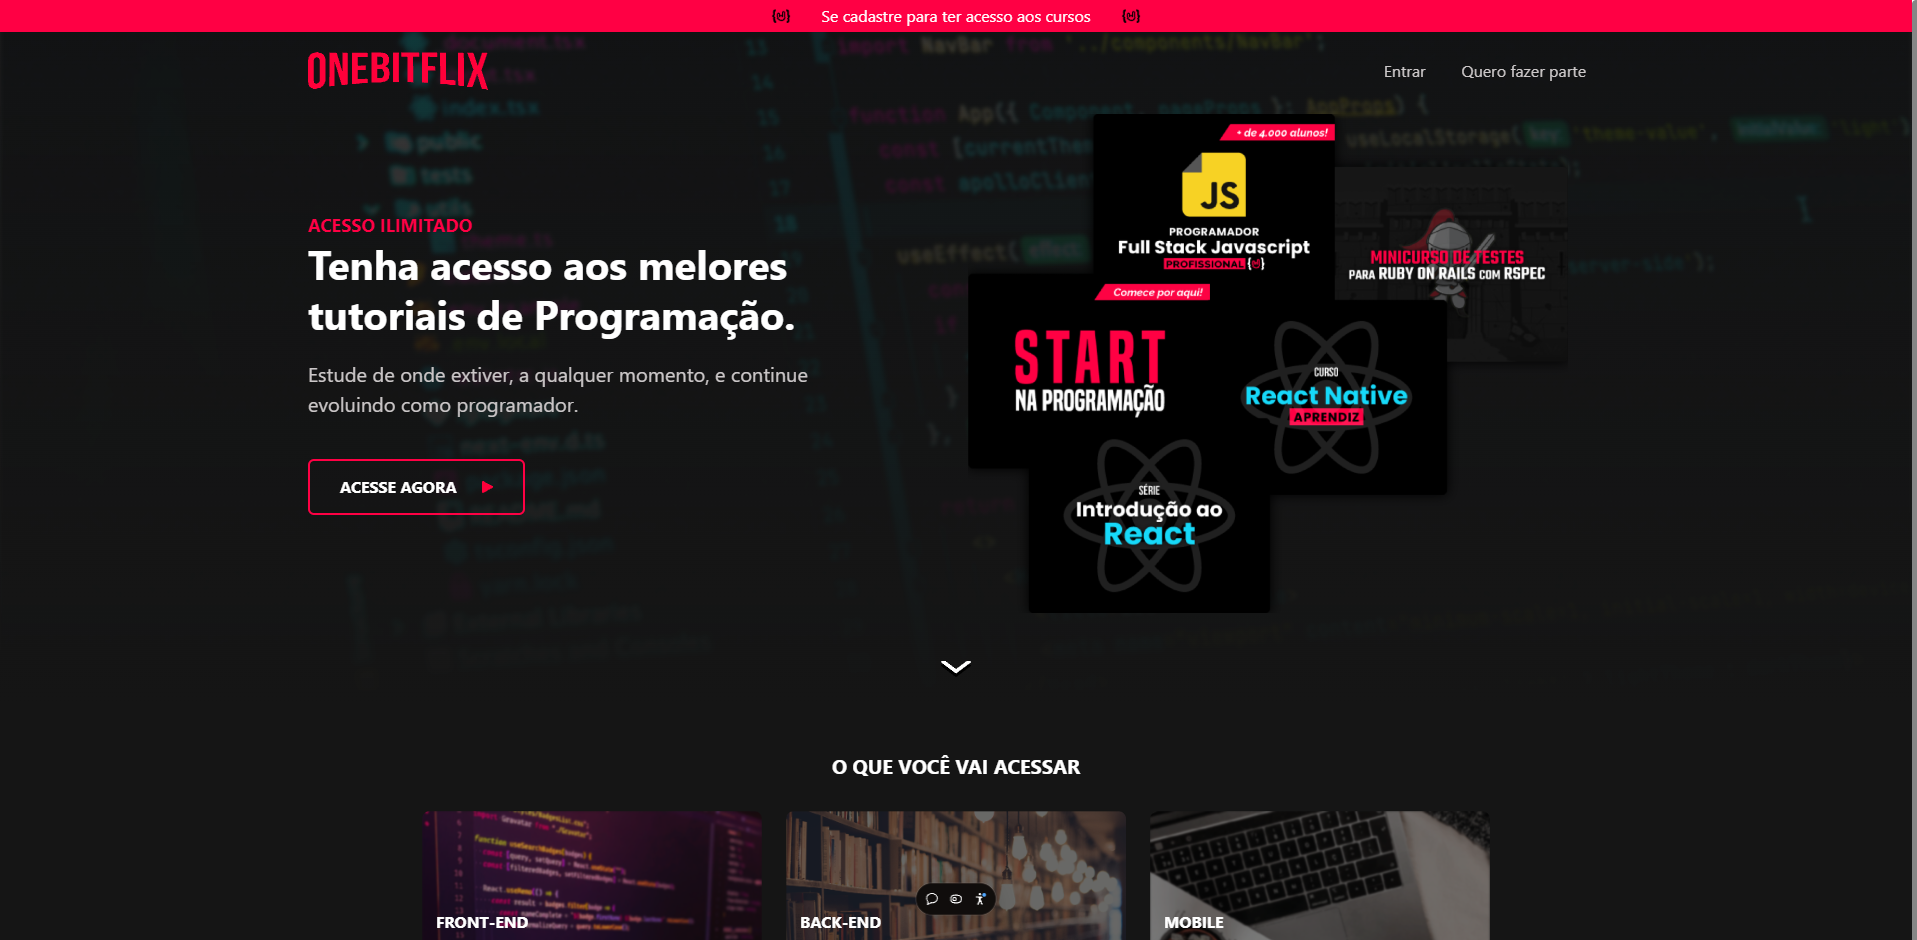 Se cadastre para ter acesso aos cursos
ONEBITFLIX
Entrar
Quero fazer parte
ACESSO ILIMITADO
Tenha acesso aos melores
tutoriais de Programação.
Estude de onde extiver, a qualquer momento, e continue
evoluindo como programador.
ACESSE AGORA
+ de 4.000 alunos!
JS
PROGRAMADOR
Full Stack Javascript
PROFISSIONAL
MINICURSO DE TESTES
PARA RUBY ON RAILS COM RSPEC
Comece por aqui!
START
NA PROGRAMAÇÃO
CURSO
React Native
APRENDIZ
SÉRIE
Introdução ao
React
O QUE VOCÊ VAI ACESSAR
FRONT-END
BACK-END
MOBILE